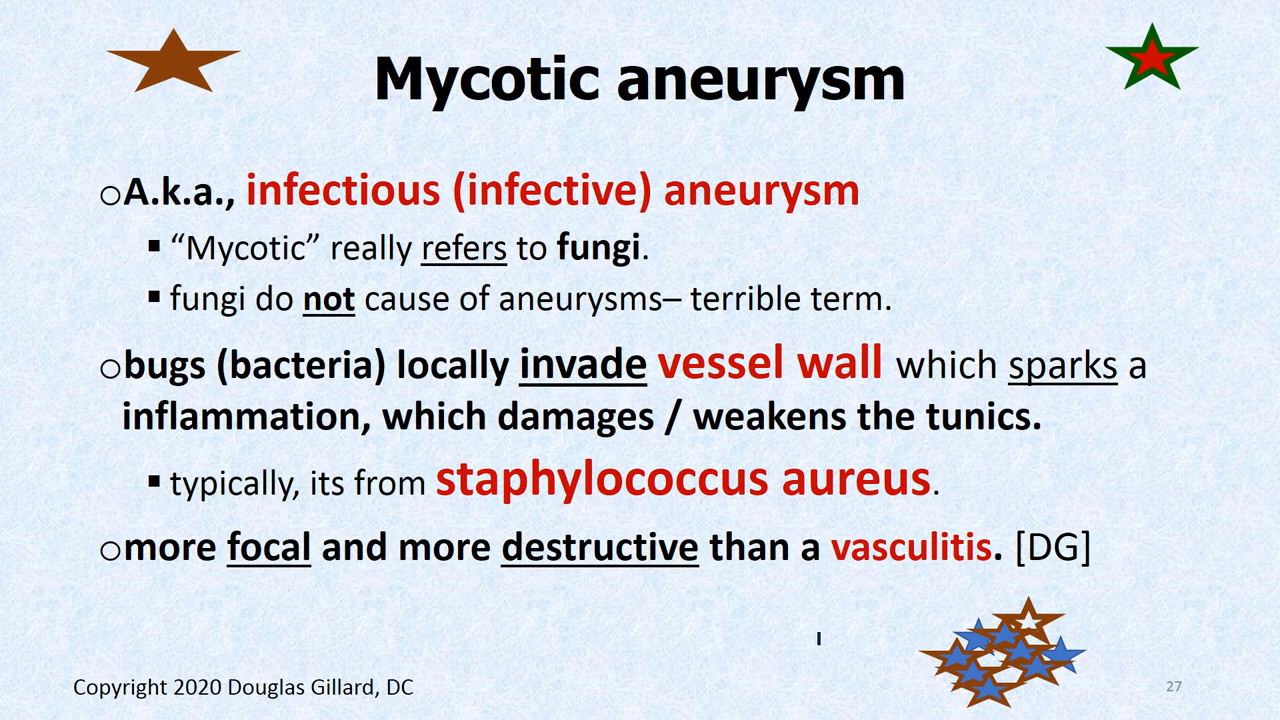 Mycotic aneurysm
oA.k.a., infectious (infective) aneurysm
▪ “Mycotic” really refers to fungi.
▪ fungi do not cause of aneurysms– terrible term.
obugs (bacteria) locally invade vessel wall which sparks a
inflammation, which damages / weakens the tunics.
▪ typically, its from staphylococcus aureus.
omore focal and more destructive than a vasculitis. [DG]
Copyright 2020 Douglas Gillard, DC
27